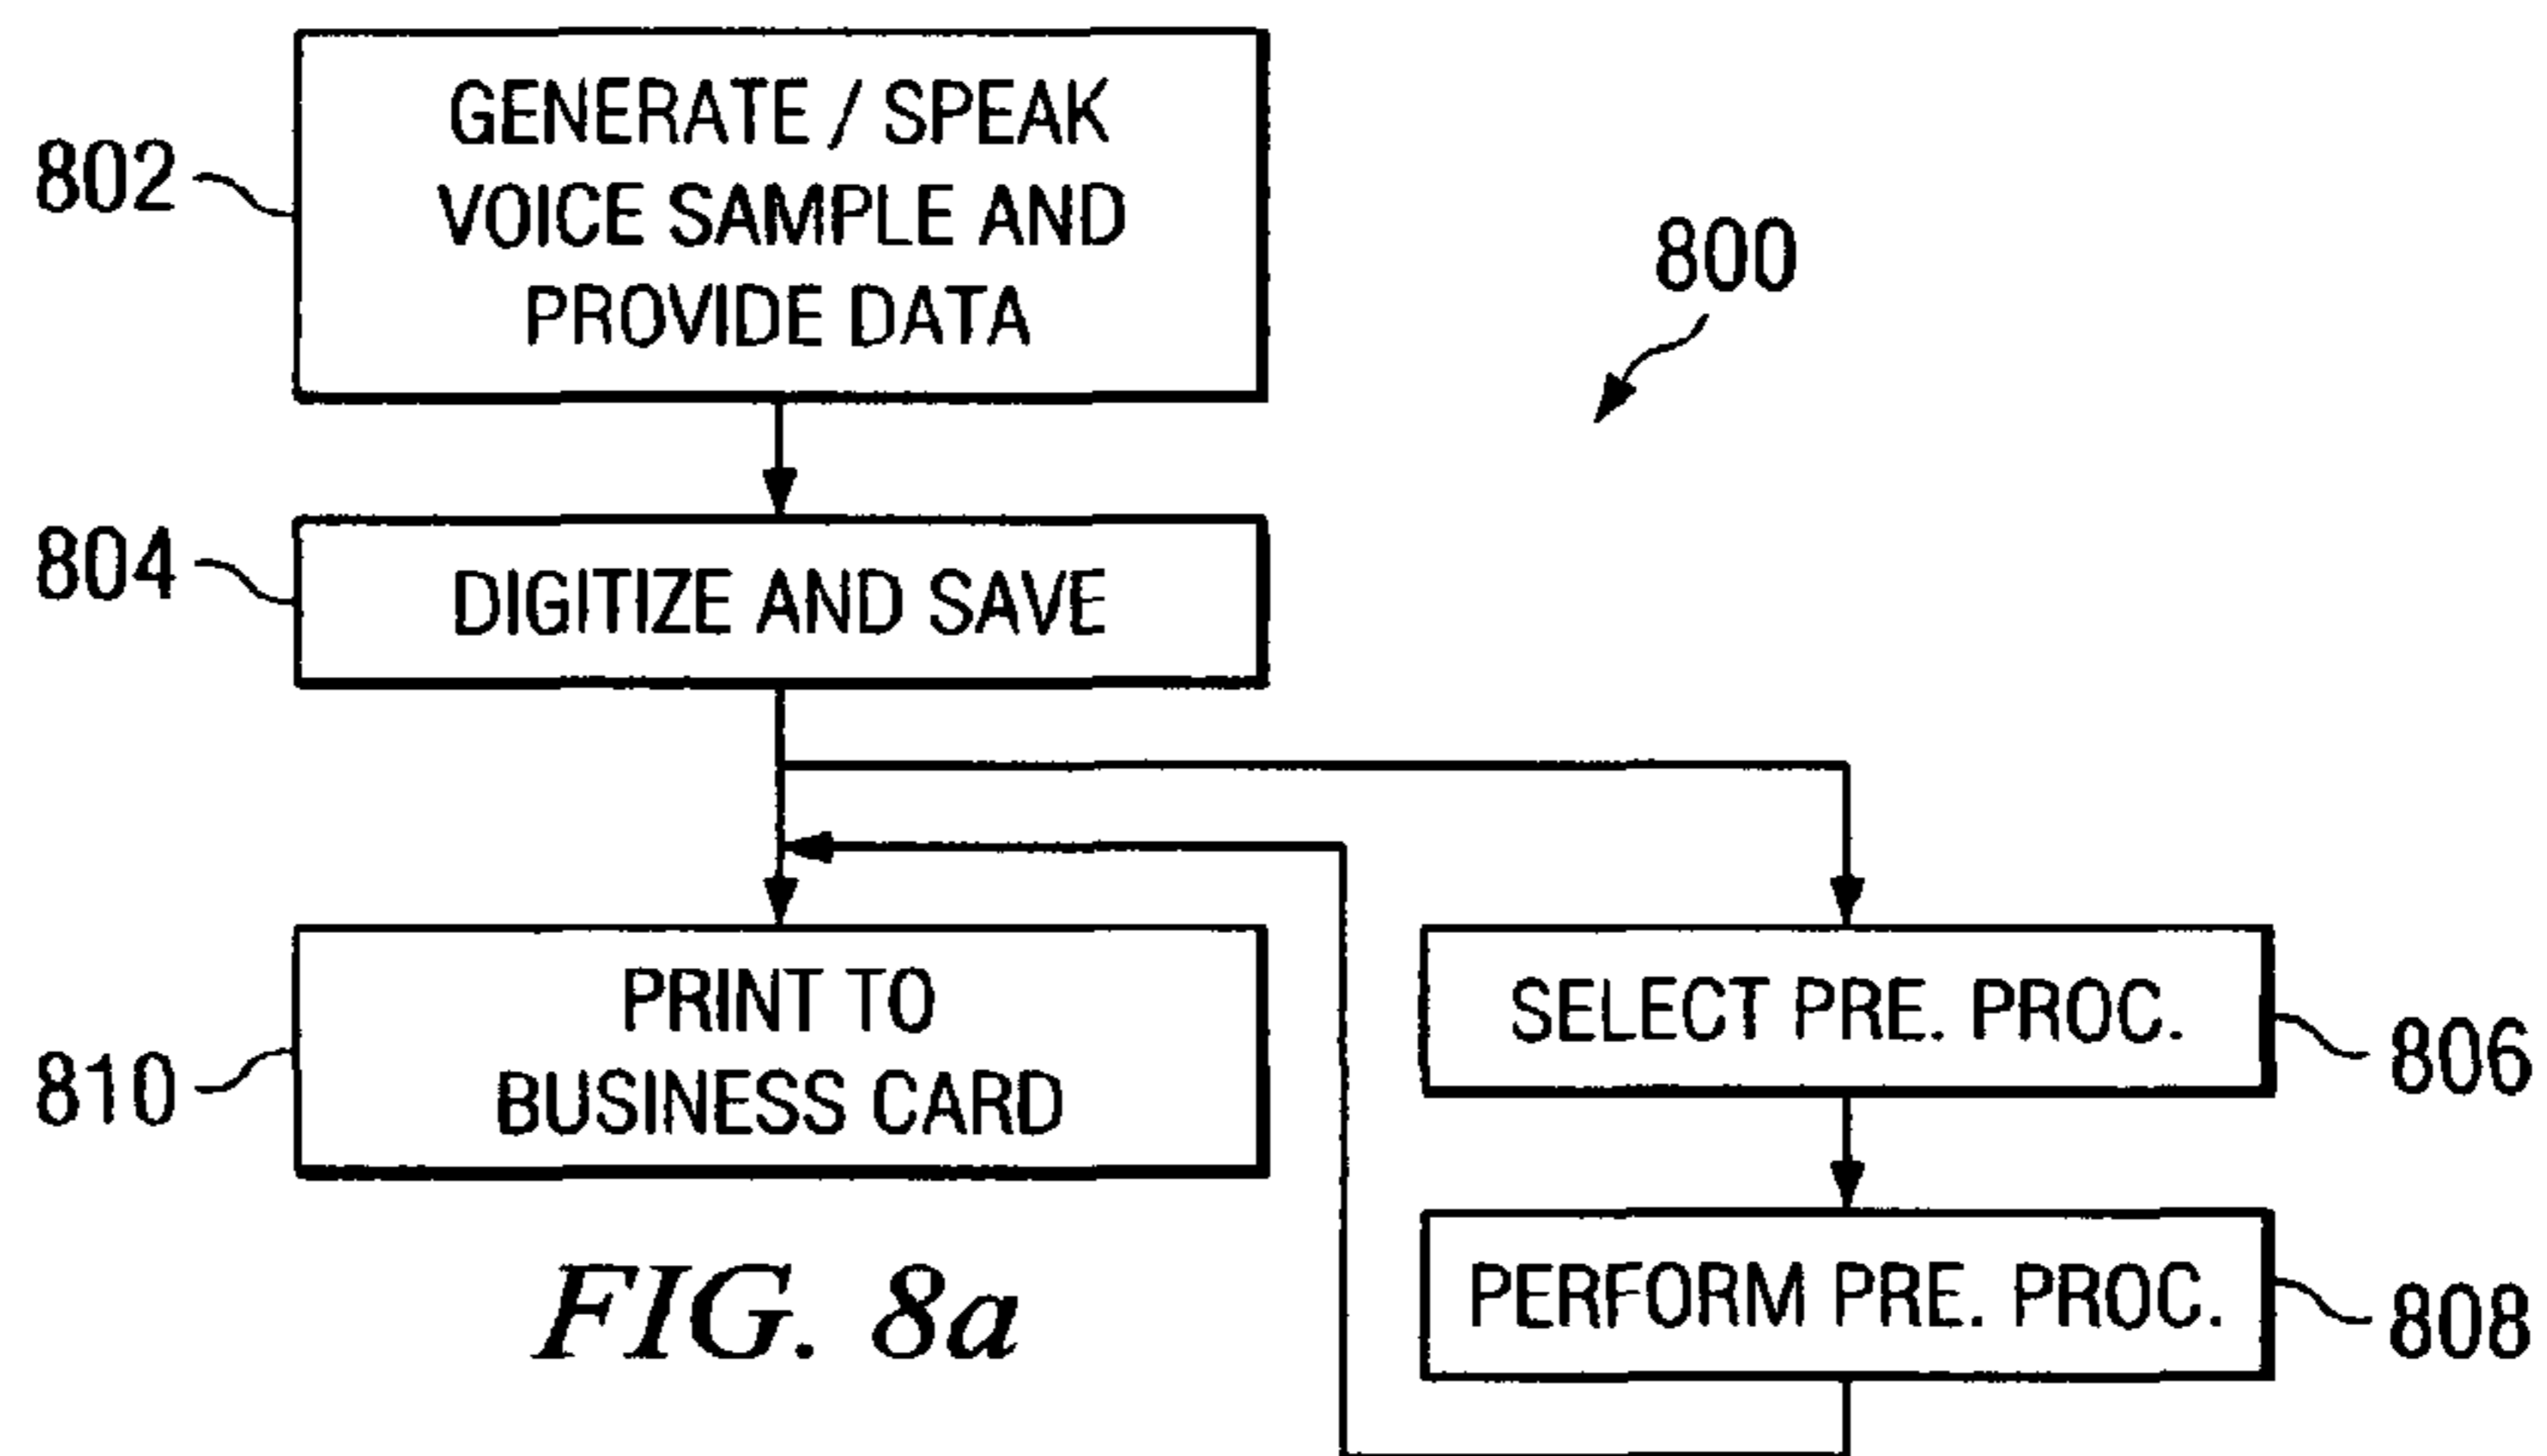 802
GENERATE / SPEAK
VOICE SAMPLE AND
PROVIDE DATA
800
804
DIGITIZE AND SAVE
810
PRINT TO
BUSINESS CARD
SELECT PRE. PROC.
806
PERFORM PRE. PROC.
808
FIG. 8a